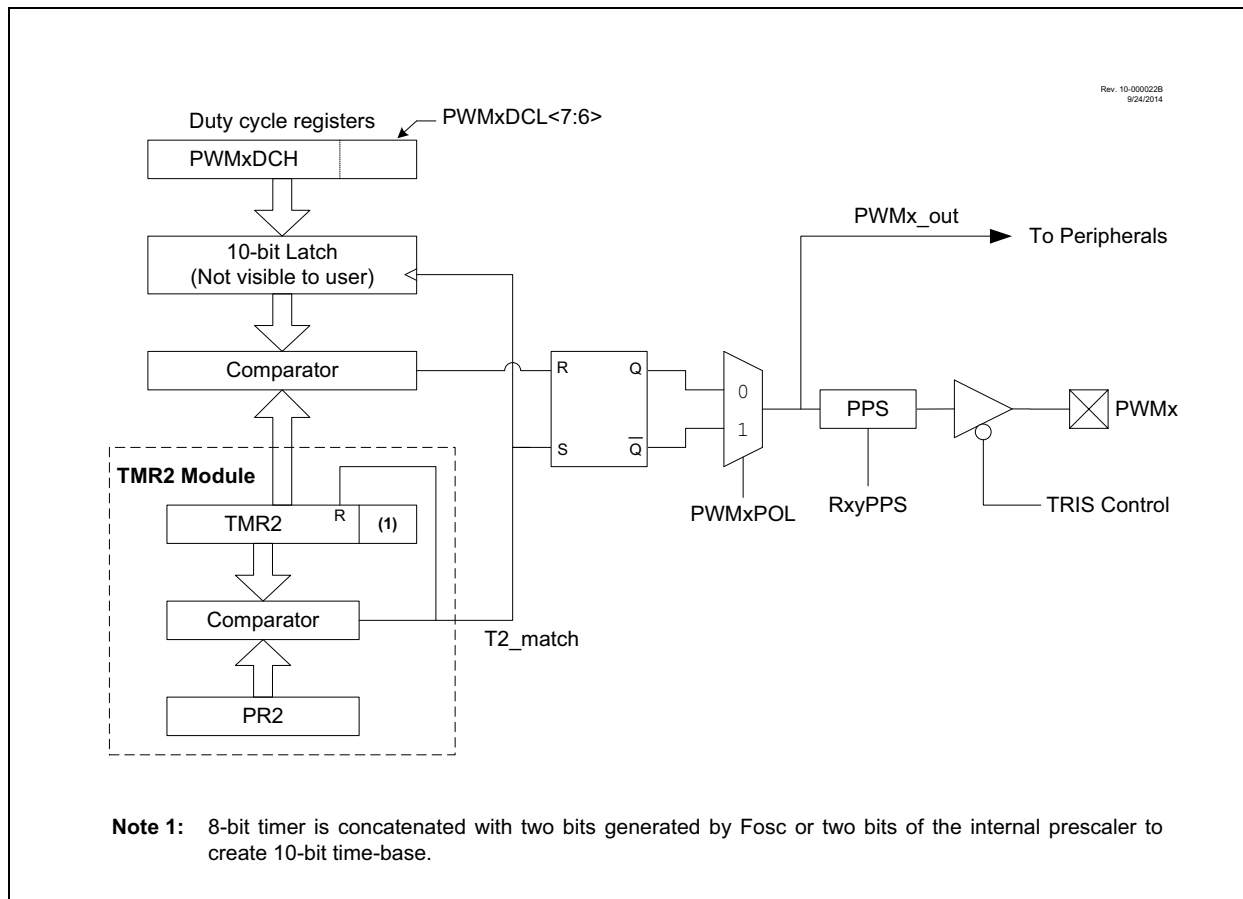 Rev. 10-000022B
9/24/2014
Duty cycle registers
PWMxDCL<7:6>
PWMxDCH
10-bit Latch
(Not visible to user)
Comparator
PWMx_out
To Peripherals
R
Q
S
Q
0
1
PWMxPOL
PPS
RxyPPS
PWMx
TRIS Control
TMR2 Module
R
TMR2
(1)
Comparator
T2_match
PR2
Note 1: 8-bit timer is concatenated with two bits generated by Fosc or two bits of the internal prescaler to
create 10-bit time-base.